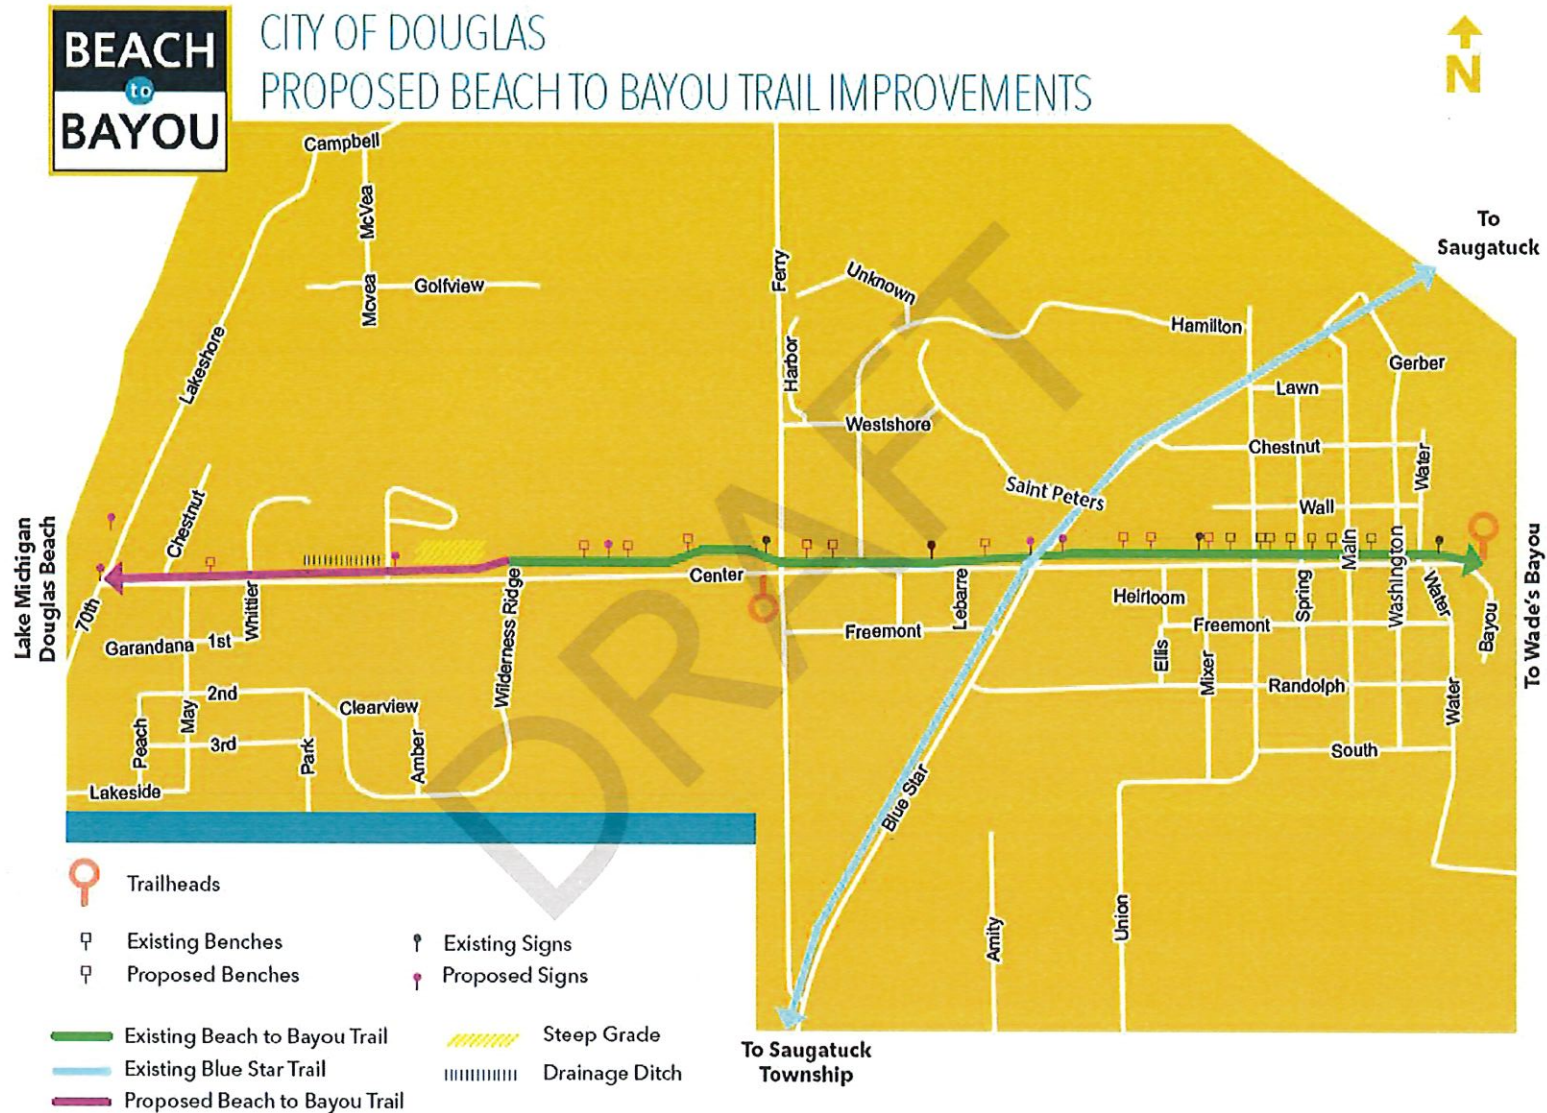 BEACH
to
BAYOU
CITY OF DOUGLAS
PROPOSED BEACH TO BAYOU TRAIL IMPROVEMENTS
N
Campbell
McVea
Mcvea
Golfview
Lakeshore
Ferry
Unknown
Harbor
Hamilton
To
Saugatuck
Gerber
Lawn
Westshore
Chestnut
Water
Saint Peters
Wall
Chestnut
Lake Michigan
Douglas Beach
Main
Washington
Center
70th
Whittier
Wilderness Ridge
Garandana
1st
Lebarre
Freemont
Heirloom
Freemont
Spring
Water
Bayou
To Wade's Bayou
Ellis
Mixer
Randolph
Water
2nd
Clearview
Peach
May
3rd
Park
Amber
South
Lakeside
Blue Star
Amity
Union
DRAFT
Trailheads
Existing Benches
Proposed Benches
Existing Signs
Proposed Signs
Existing Beach to Bayou Trail
Existing Blue Star Trail
Proposed Beach to Bayou Trail
Steep Grade
Drainage Ditch
To Saugatuck
Township